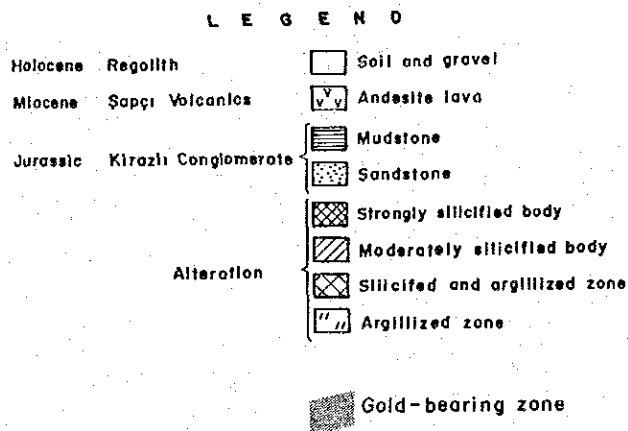 LEGEND
Holocene Regolith Soil and gravel
Miocene Şapçı Volcanics Andesite lava
Mudstone
Jurassic Kirazlı Conglomerate
Sandstone
Strongly silicified body
Moderately silicified body
Alteration
Silicifed and argillized zone
Argillized zone
Gold-bearing zone